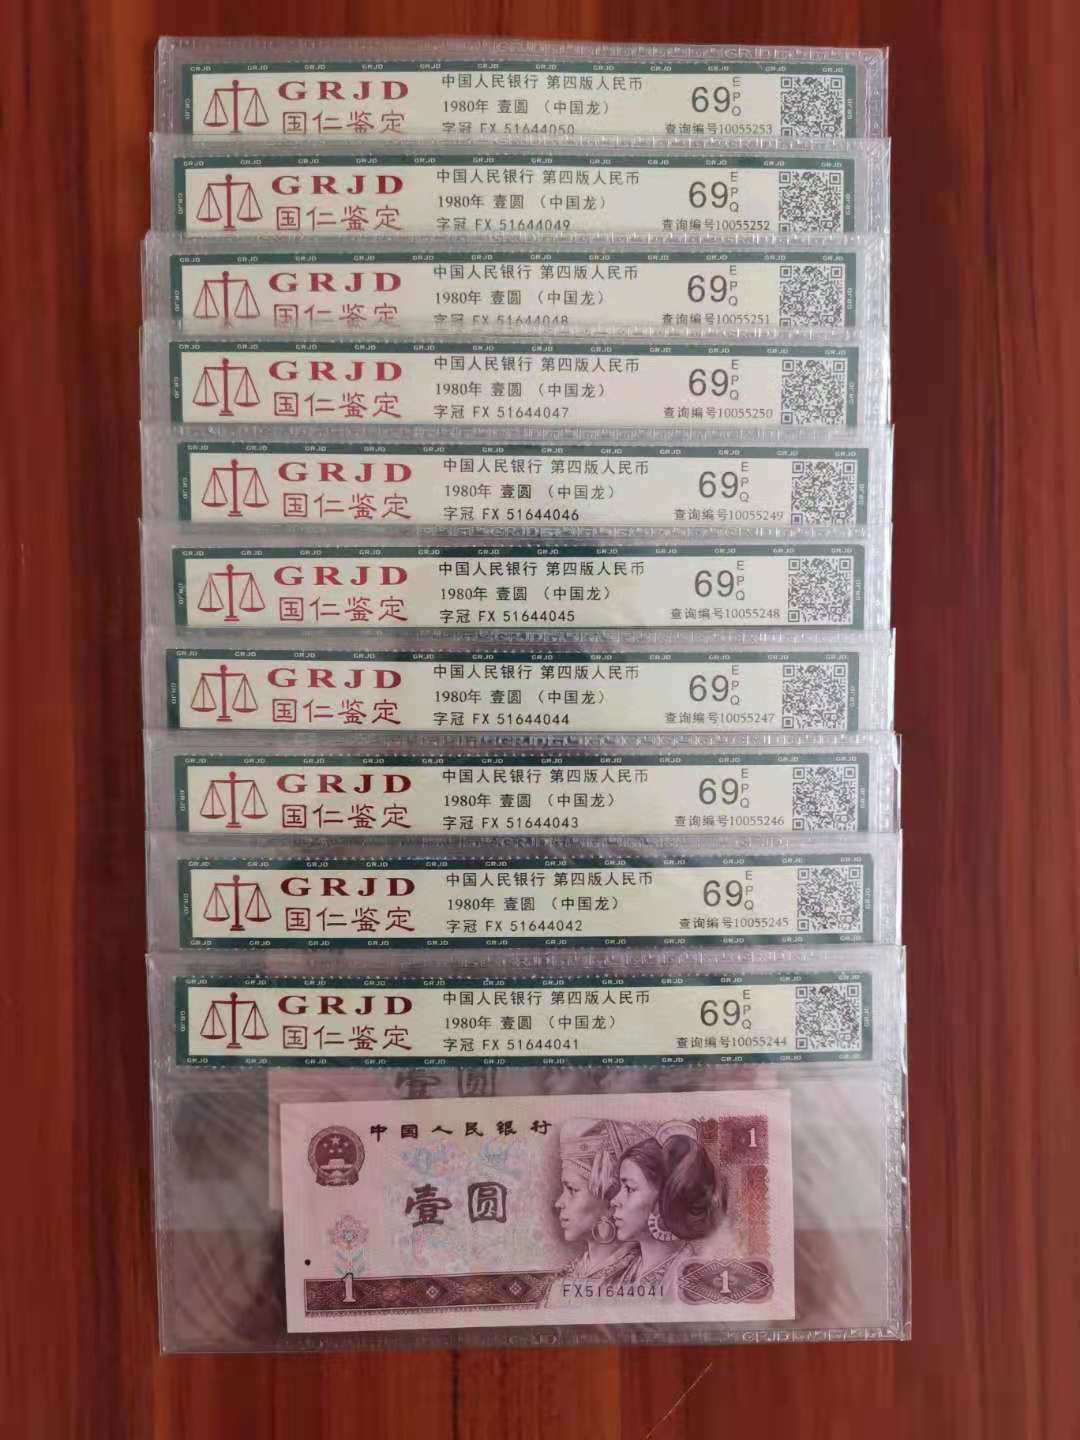 GRJD
国仁鉴定
中国人民银行 第四版人民币
1980年 壹圆 (中国龙)
字冠 FX 51644050
69 EPQ
查询编号10055253
GRJD
国仁鉴定
中国人民银行 第四版人民币
1980年 壹圆 (中国龙)
字冠 FX 51644049
69 EPQ
查询编号10055252
GRJD
国仁鉴定
中国人民银行 第四版人民币
1980年 壹圆 (中国龙)
字冠 FX 51644048
69 EPQ
查询编号10055251
GRJD
国仁鉴定
中国人民银行 第四版人民币
1980年 壹圆 (中国龙)
字冠 FX 51644047
69 EPQ
查询编号10055250
GRJD
国仁鉴定
中国人民银行 第四版人民币
1980年 壹圆 (中国龙)
字冠 FX 51644046
69 EPQ
查询编号10055249
GRJD
国仁鉴定
中国人民银行 第四版人民币
1980年 壹圆 (中国龙)
字冠 FX 51644045
69 EPQ
查询编号10055248
GRJD
国仁鉴定
中国人民银行 第四版人民币
1980年 壹圆 (中国龙)
字冠 FX 51644044
69 EPQ
查询编号10055247
GRJD
国仁鉴定
中国人民银行 第四版人民币
1980年 壹圆 (中国龙)
字冠 FX 51644043
69 EPQ
查询编号10055246
GRJD
国仁鉴定
中国人民银行 第四版人民币
1980年 壹圆 (中国龙)
字冠 FX 51644042
69 EPQ
查询编号10055245
GRJD
国仁鉴定
中国人民银行 第四版人民币
1980年 壹圆 (中国龙)
字冠 FX 51644041
69 EPQ
查询编号10055244
壹圆
中国人民银行
1
壹圆
1
FX51644041
1